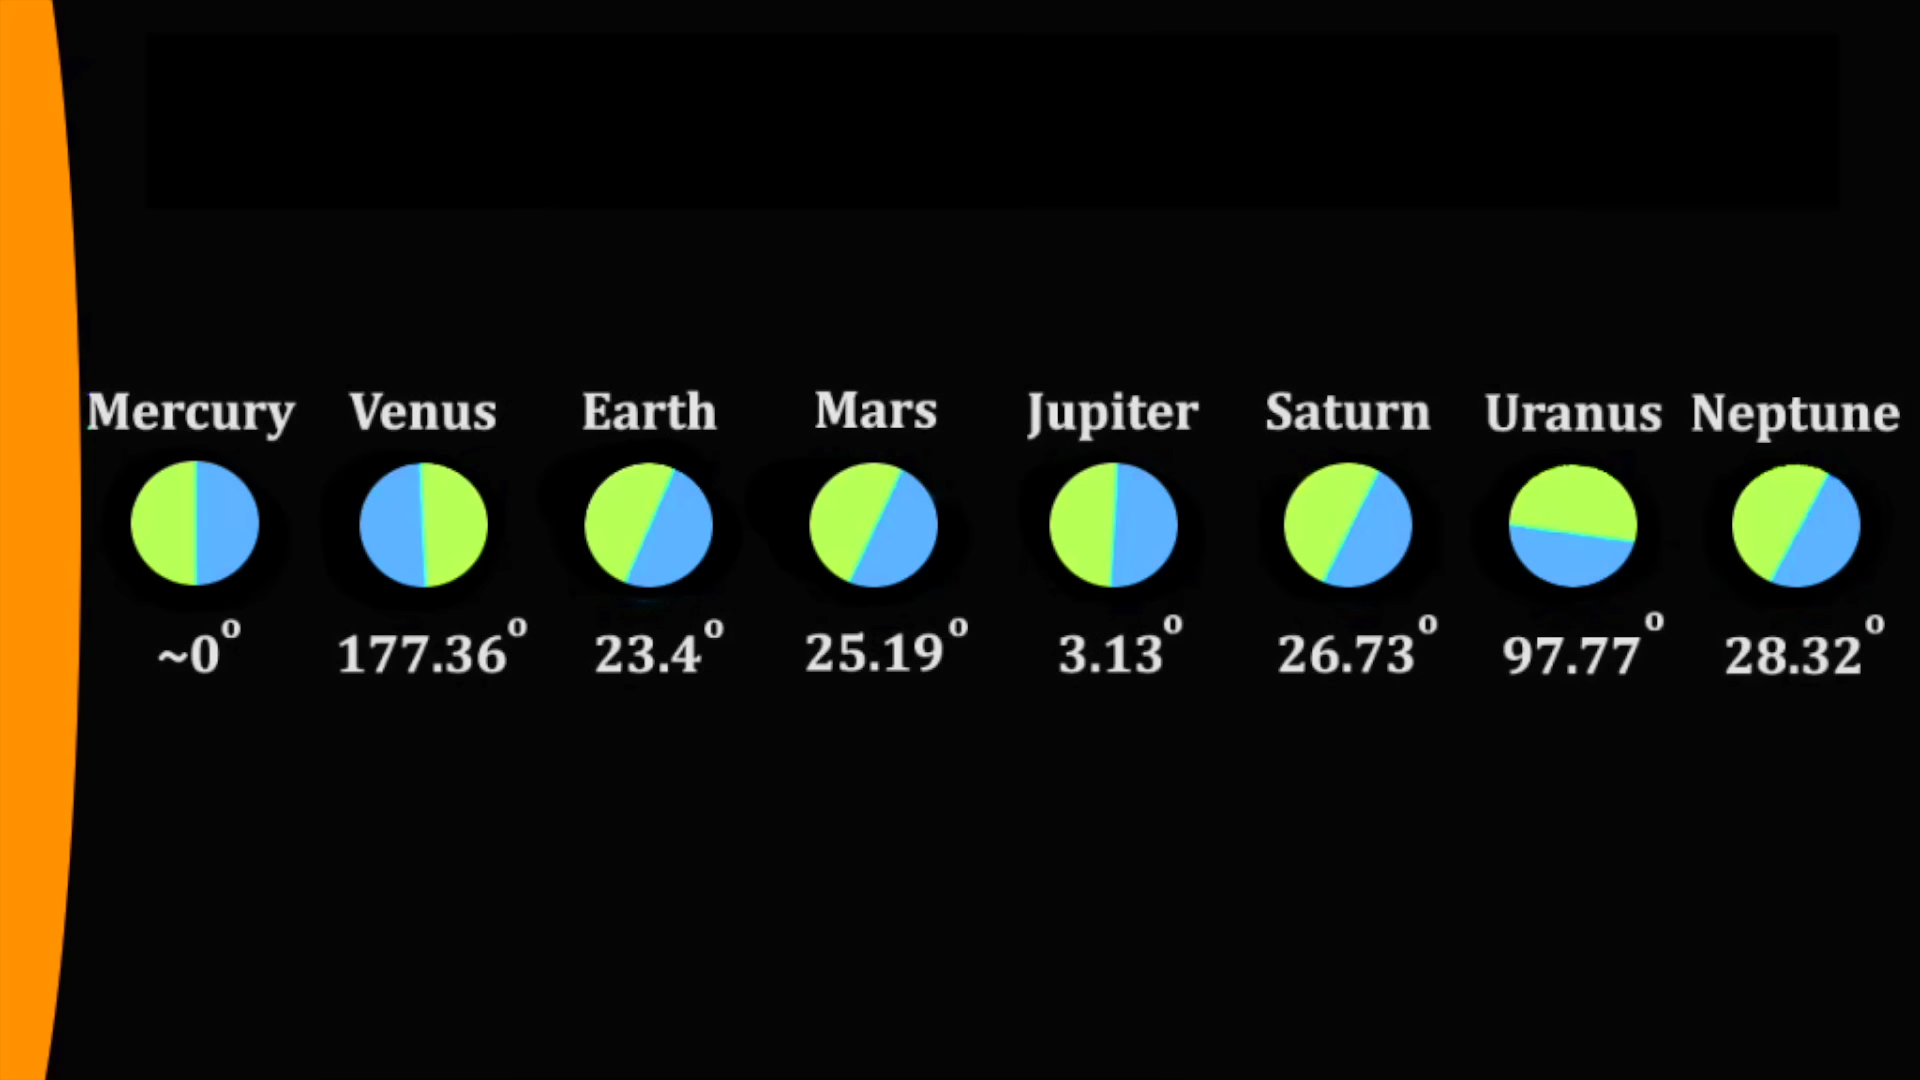 Mercury Venus Earth Mars Jupiter Saturn Uranus Neptune
~0° 177.36° 23.4° 25.19° 3.13° 26.73° 97.77° 28.32°